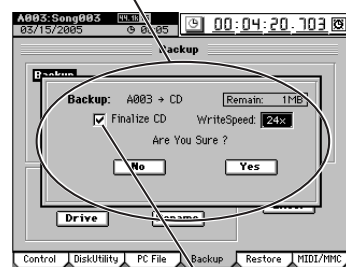 A003:Song003 44.1k
03/15/2005 00:05 00:04:20.703
Backup
Backup
Backup: A003 → CD Remain: 1MB
Finalize CD WriteSpeed: 24x
Are You Sure ?
No Yes
Drive Rename
Control DiskUtility PC File Backup Restore MIDI/MMC